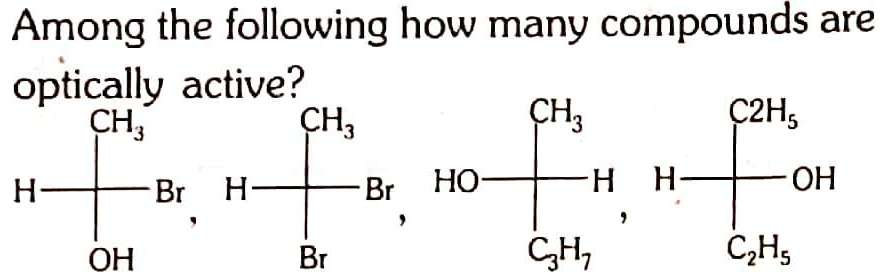 Among the following how many compounds are
optically active?
CH₃ CH₃ CH₃ C2H₅
H Br , H Br , HO H , H OH
OH Br C₃H₇ C₂H₅